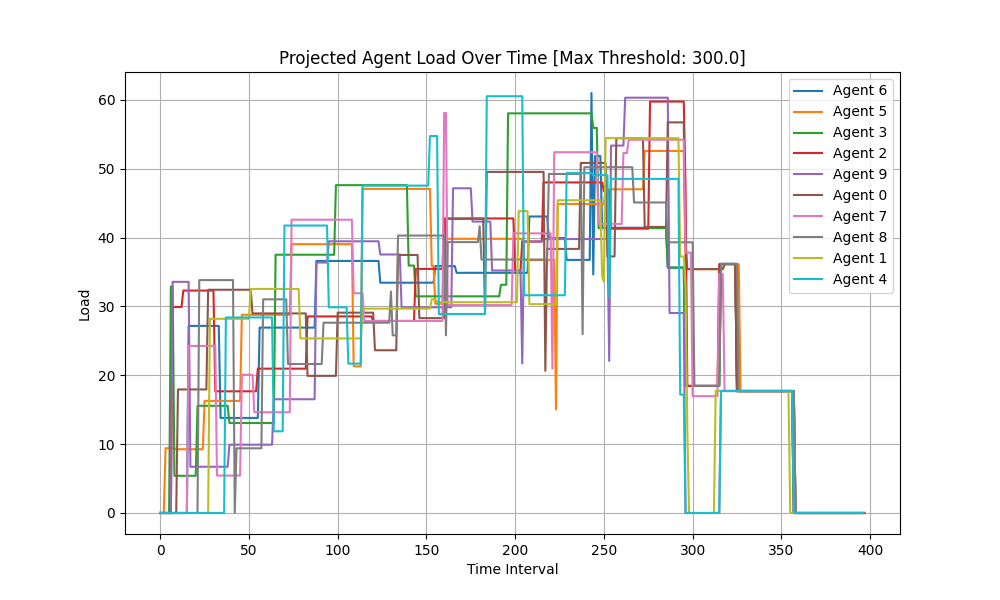 Projected Agent Load Over Time [Max Threshold: 300.0]
Load
60
50
40
30
20
10
0
Agent 6
Agent 5
Agent 3
Agent 2
Agent 9
Agent 0
Agent 7
Agent 8
Agent 1
Agent 4
0 50 100 150 200 250 300 350 400
Time Interval